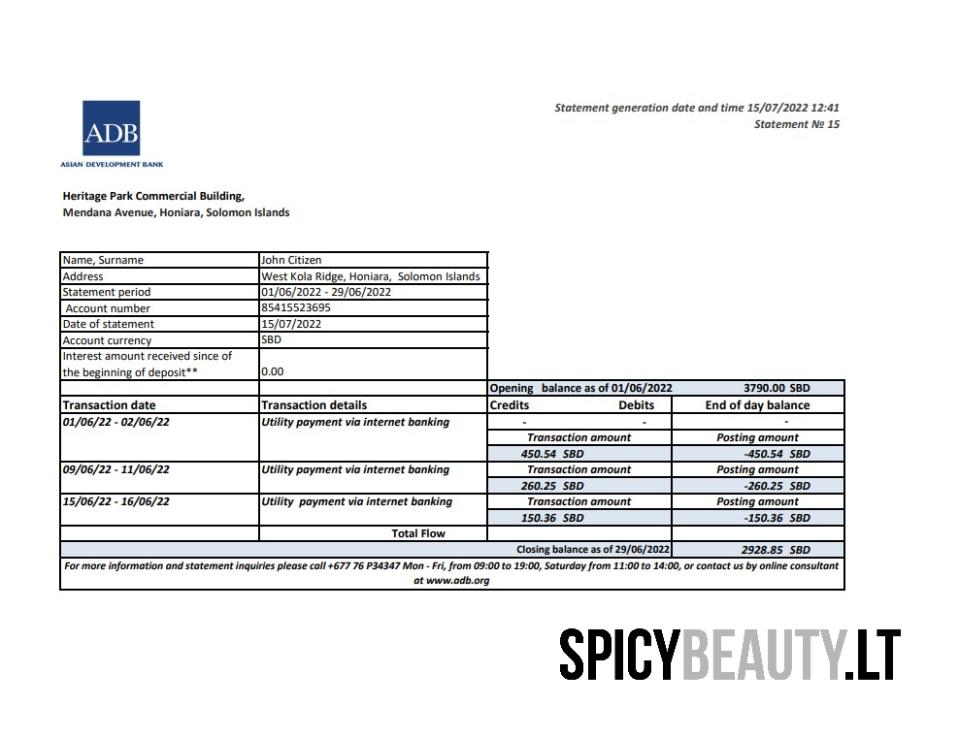 Statement generation date and time 15/07/2022 12:41
Statement № 15
ADB
ASIAN DEVELOPMENT BANK
Heritage Park Commercial Building,
Mendana Avenue, Honiara, Solomon Islands
Name, Surname John Citizen
Address West Kola Ridge, Honiara, Solomon Islands
Statement period 01/06/2022 - 29/06/2022
Account number 85415523695
Date of statement 15/07/2022
Account currency SBD
Interest amount received since of
the beginning of deposit** 0.00
Opening balance as of 01/06/2022 3790.00 SBD
Transaction date Transaction details Credits Debits End of day balance
01/06/22 - 02/06/22 Utility payment via internet banking - - -
Transaction amount Posting amount
450.54 SBD -450.54 SBD
09/06/22 - 11/06/22 Utility payment via internet banking Transaction amount Posting amount
260.25 SBD -260.25 SBD
15/06/22 - 16/06/22 Utility payment via internet banking Transaction amount Posting amount
150.36 SBD -150.36 SBD
Total Flow
Closing balance as of 29/06/2022 2928.85 SBD
For more information and statement inquiries please call +677 76 P34347 Mon - Fri, from 09:00 to 19:00, Saturday from 11:00 to 14:00, or contact us by online consultant
at www.adb.org
SPICYBEAUTY.LT